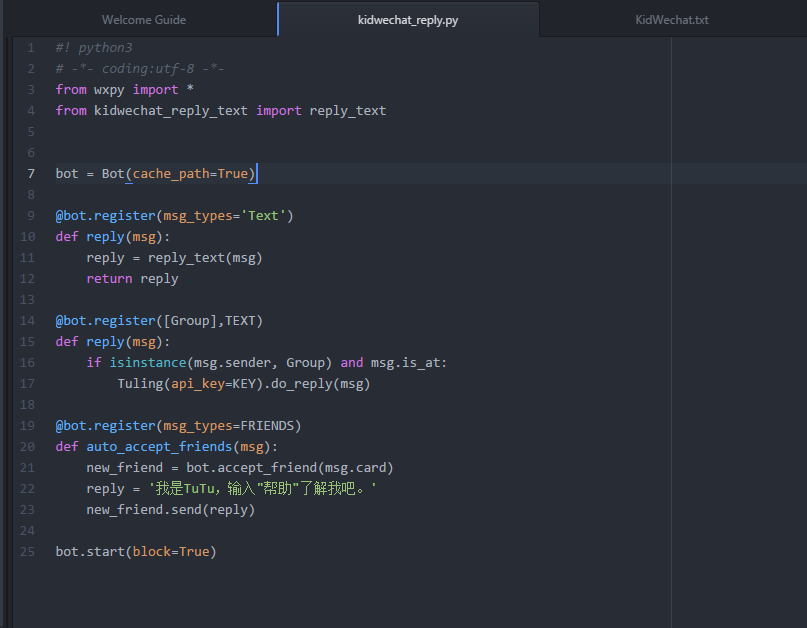 Welcome Guide
kidwechat_reply.py
KidWechat.txt
1 #! python3
2 # -*- coding:utf-8 -*-
3 from wxpy import *
4 from kidwechat_reply_text import reply_text
5
6
7 bot = Bot(cache_path=True)
8
9 @bot.register(msg_types='Text')
10 def reply(msg):
11     reply = reply_text(msg)
12     return reply
13
14 @bot.register([Group],TEXT)
15 def reply(msg):
16     if isinstance(msg.sender, Group) and msg.is_at:
17         Tuling(api_key=KEY).do_reply(msg)
18
19 @bot.register(msg_types=FRIENDS)
20 def auto_accept_friends(msg):
21     new_friend = bot.accept_friend(msg.card)
22     reply = '我是TuTu，输入"帮助"了解我吧。'
23     new_friend.send(reply)
24
25 bot.start(block=True)